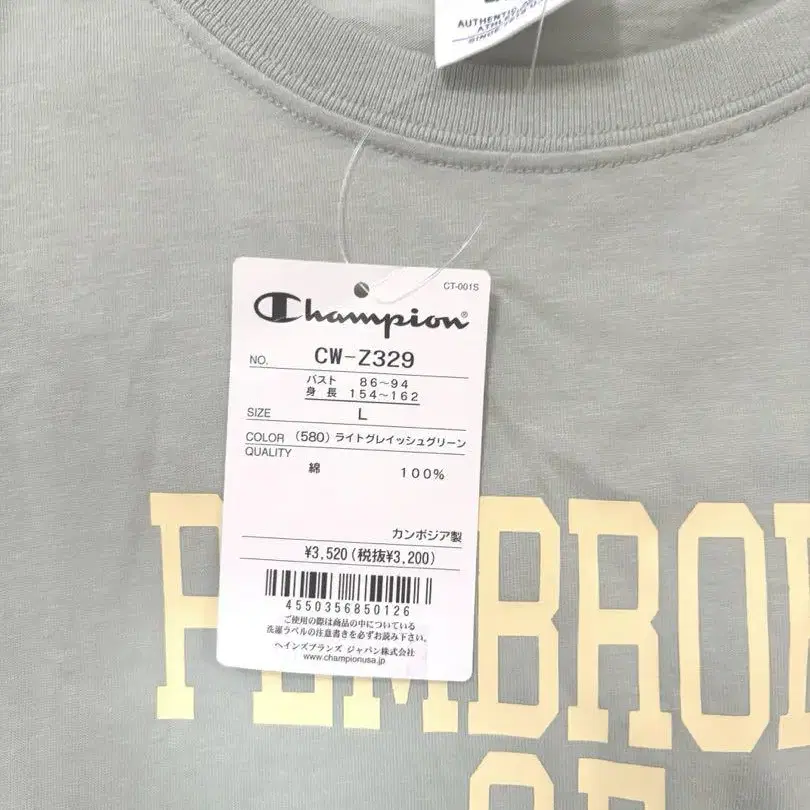 AUTHENTIC
CT-001S
Champion®
NO. CW-Z329
バスト 86~94
身長 154~162
SIZE L
COLOR (580) ライトグレイッシュグリーン
QUALITY
綿 100%
カンボジア製
¥3,520(税抜¥3,200)
4550356850126
ご使用の際は商品の中についている
洗濯ラベルの注意書きを必ずお読み下さい。
ヘインズブランズ ジャパン株式会社
www.championusa.jp